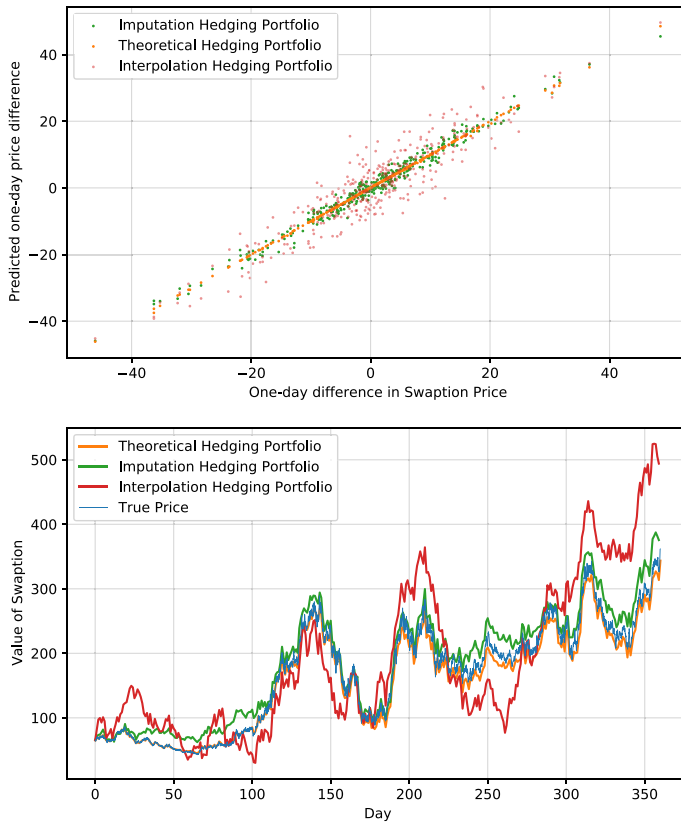 Imputation Hedging Portfolio
Theoretical Hedging Portfolio
Interpolation Hedging Portfolio
Predicted one-day price difference
40
20
0
−20
−40
−40 −20 0 20 40
One-day difference in Swaption Price
Theoretical Hedging Portfolio
Imputation Hedging Portfolio
Interpolation Hedging Portfolio
True Price
Value of Swaption
500
400
300
200
100
0 50 100 150 200 250 300 350
Day